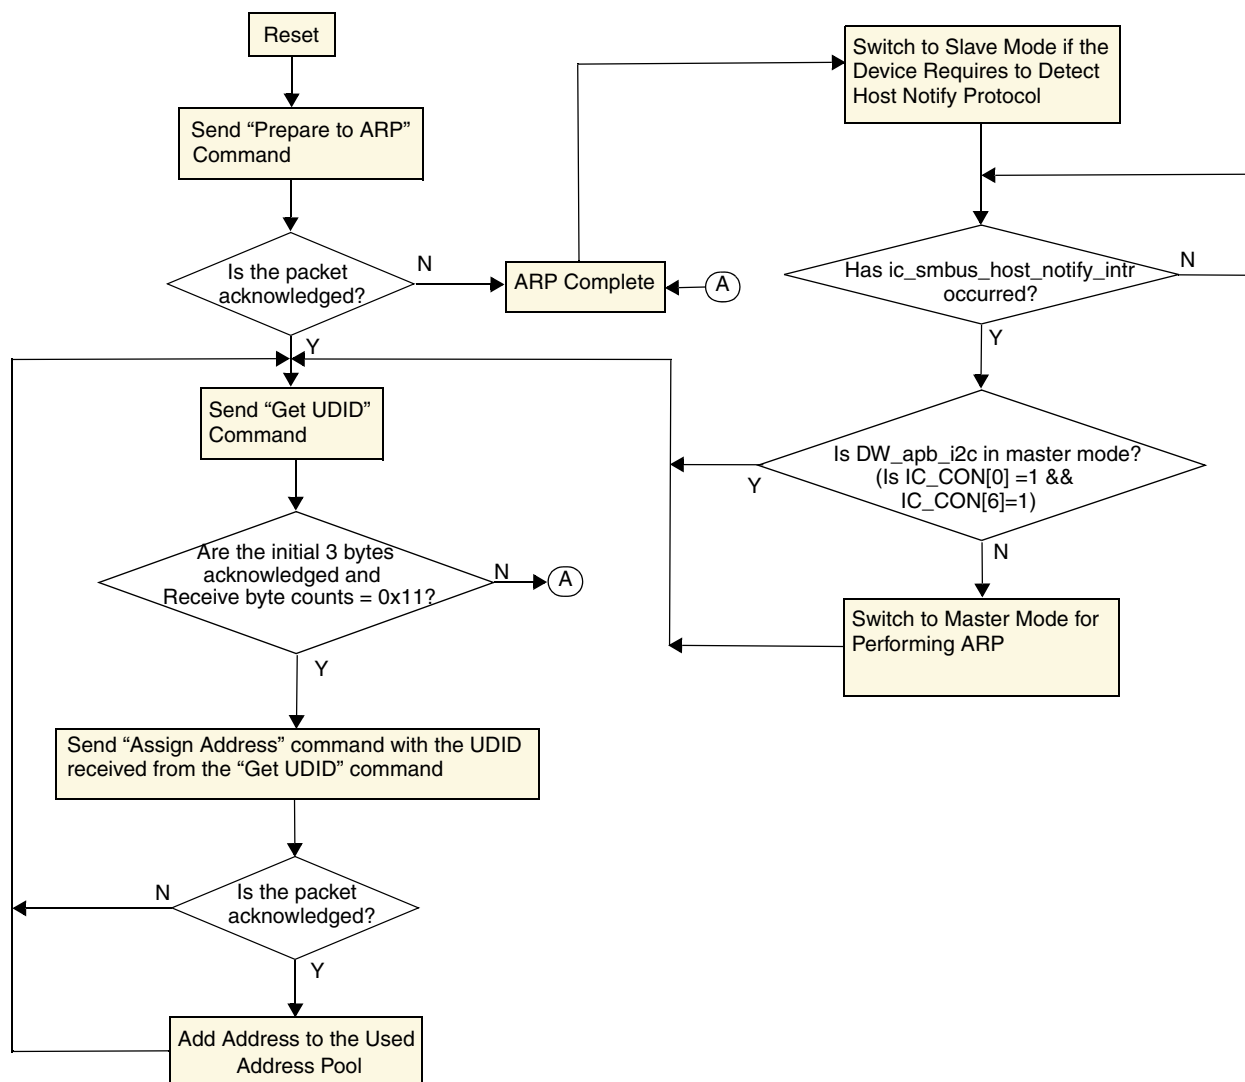 Reset
Send “Prepare to ARP”
Command
Is the packet
acknowledged?
N
Y
ARP Complete
A
Send “Get UDID”
Command
Are the initial 3 bytes
acknowledged and
Receive byte counts = 0x11?
N
A
Y
Send “Assign Address” command with the UDID
received from the “Get UDID” command
Is the packet
acknowledged?
N
Y
Add Address to the Used
Address Pool
Switch to Slave Mode if the
Device Requires to Detect
Host Notify Protocol
Has ic_smbus_host_notify_intr
occurred?
N
Y
Is DW_apb_i2c in master mode?
(Is IC_CON[0] =1 &&
IC_CON[6]=1)
Y
N
Switch to Master Mode for
Performing ARP